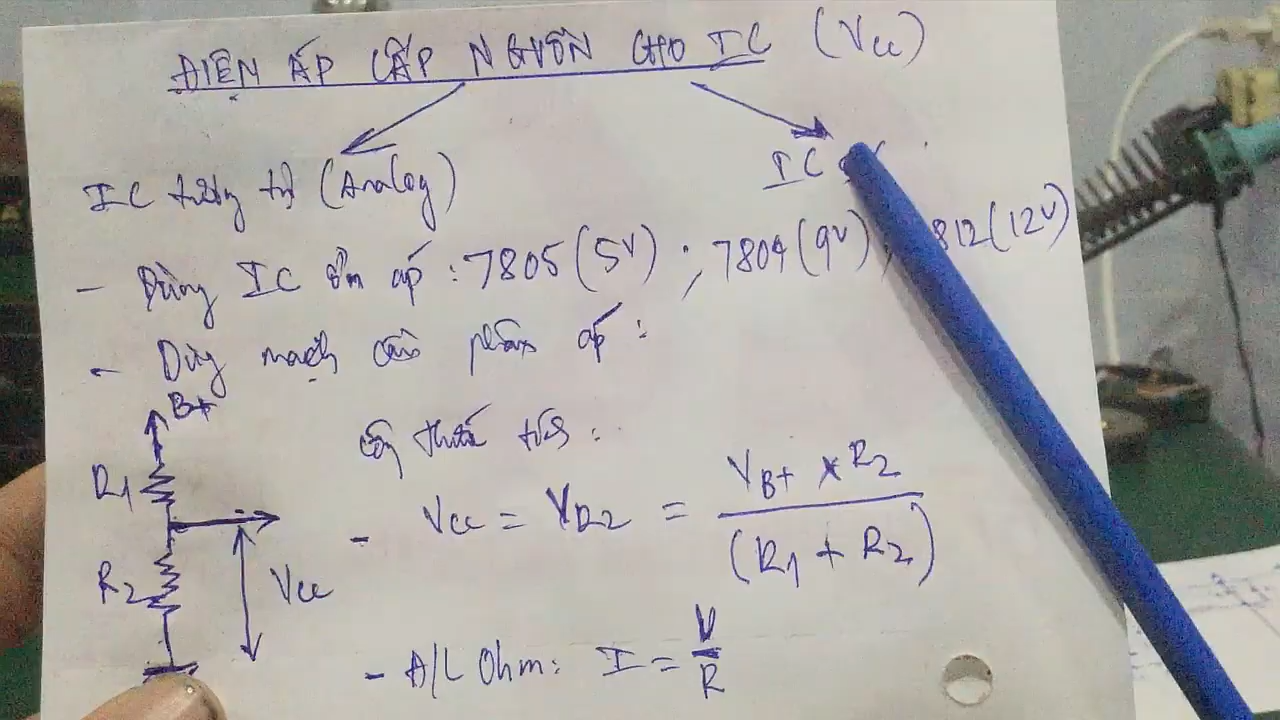 ĐIỆN ÁP CẤP NGUỒN CHO IC (Vcc)
IC tương tự (Analog)
IC
- Dùng IC ổn áp : 7805 (5V) ; 7809 (9V) ; 812 (12V)
- Dùng mạch cầu phân áp :
B+
Công thức tính :
R1
- Vcc = VR2 = VB+ × R2 / (R1 + R2)
R2
Vcc
- Đ/L Ohm: I = V / R